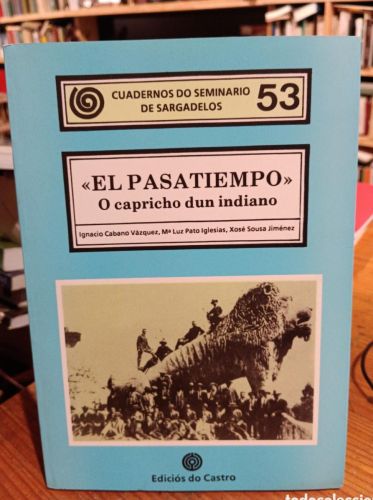 CUADERNOS DO SEMINARIO
DE SARGADELOS
53
«EL PASATIEMPO»
O capricho dun indiano
Ignacio Cabano Vázquez, Mª Luz Pato Iglesias, Xosé Sousa Jiménez
Ediciós do Castro
todocoleccion